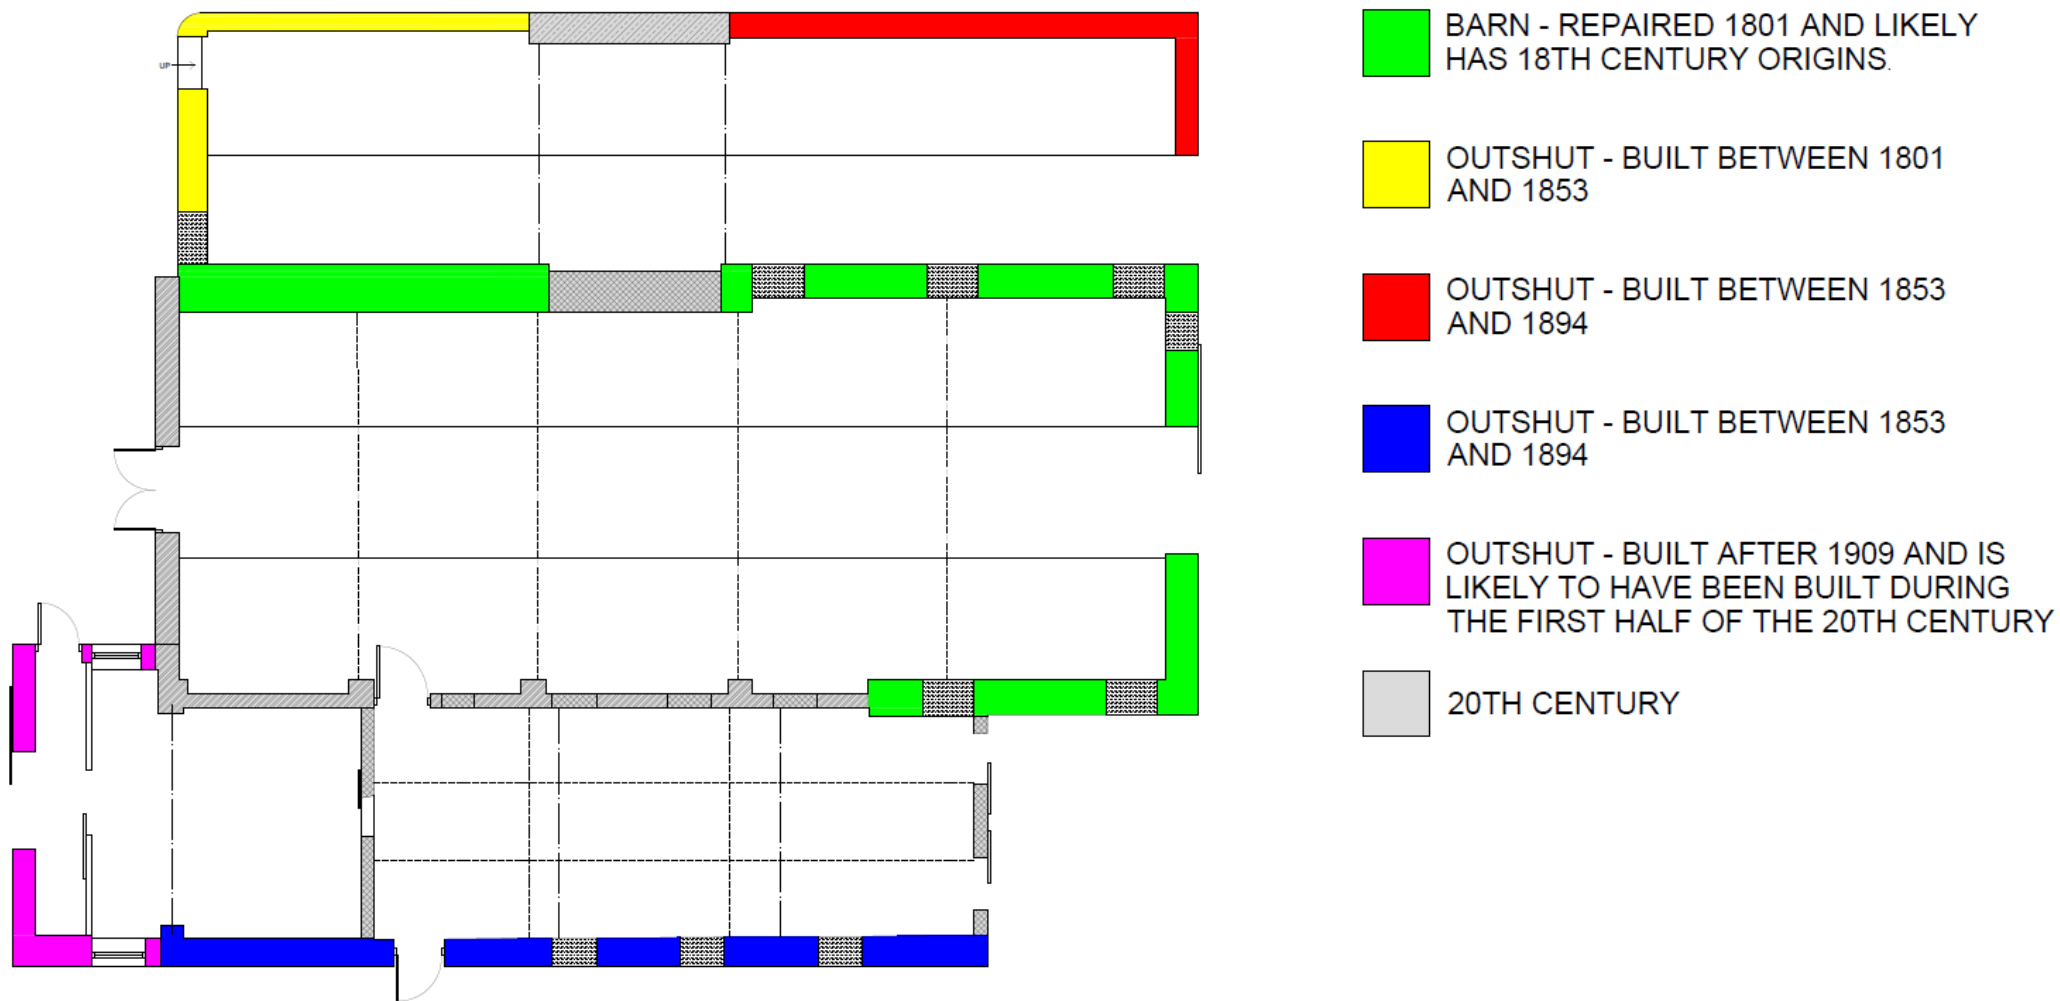 UP
BARN - REPAIRED 1801 AND LIKELY
HAS 18TH CENTURY ORIGINS.
OUTSHUT - BUILT BETWEEN 1801
AND 1853
OUTSHUT - BUILT BETWEEN 1853
AND 1894
OUTSHUT - BUILT BETWEEN 1853
AND 1894
OUTSHUT - BUILT AFTER 1909 AND IS
LIKELY TO HAVE BEEN BUILT DURING
THE FIRST HALF OF THE 20TH CENTURY
20TH CENTURY